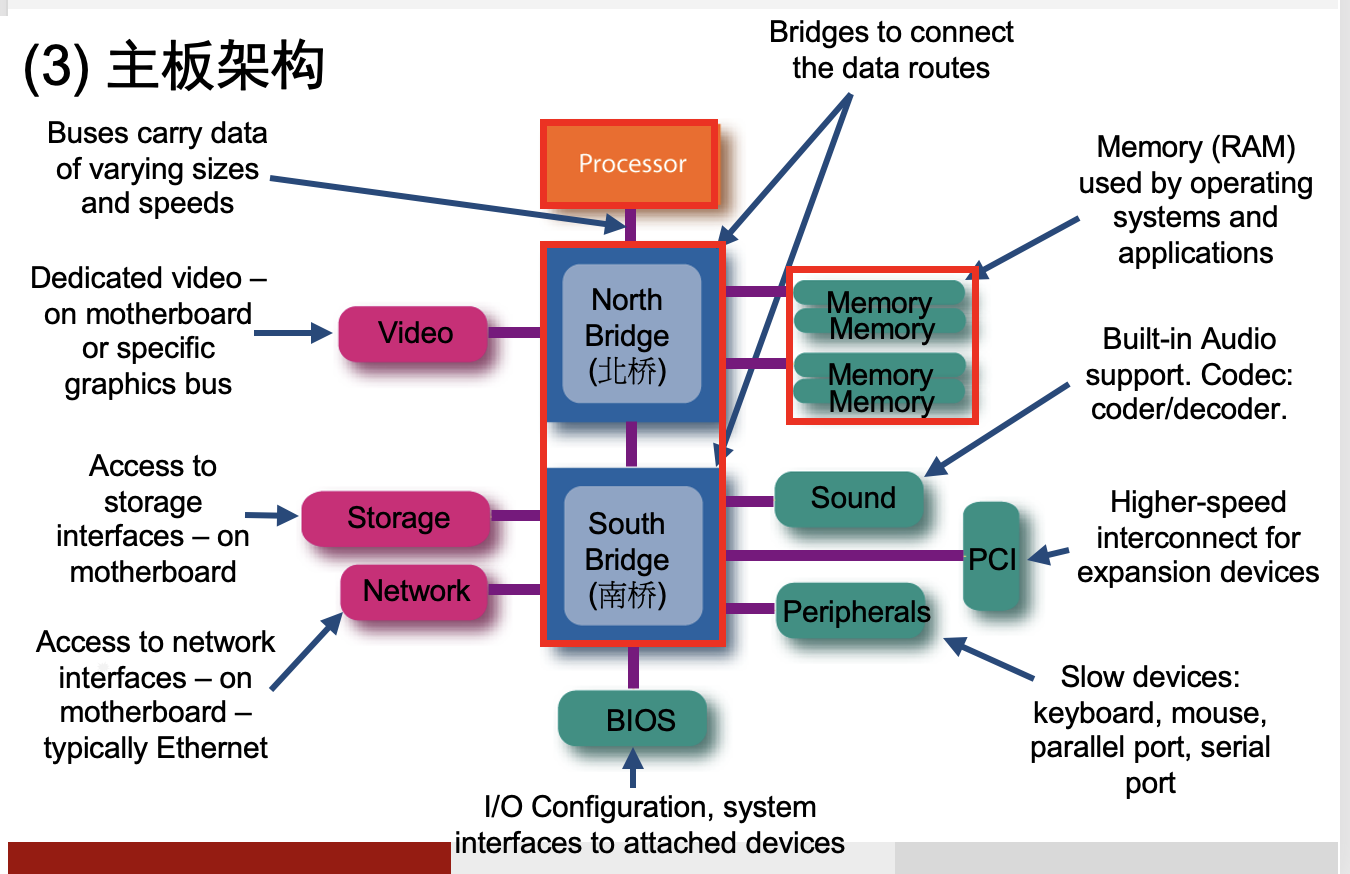 (3) 主板架构
Bridges to connect
the data routes
Buses carry data
of varying sizes
and speeds
Processor
Memory (RAM)
used by operating
systems and
applications
Dedicated video –
on motherboard
or specific
graphics bus
Video
North
Bridge
(北桥)
Memory
Memory
Memory
Memory
Built-in Audio
support. Codec:
coder/decoder.
Access to
storage
interfaces – on
motherboard
Storage
Network
South
Bridge
(南桥)
Sound
PCI
Peripherals
Higher-speed
interconnect for
expansion devices
Access to network
interfaces – on
motherboard –
typically Ethernet
BIOS
Slow devices:
keyboard, mouse,
parallel port, serial
port
I/O Configuration, system
interfaces to attached devices